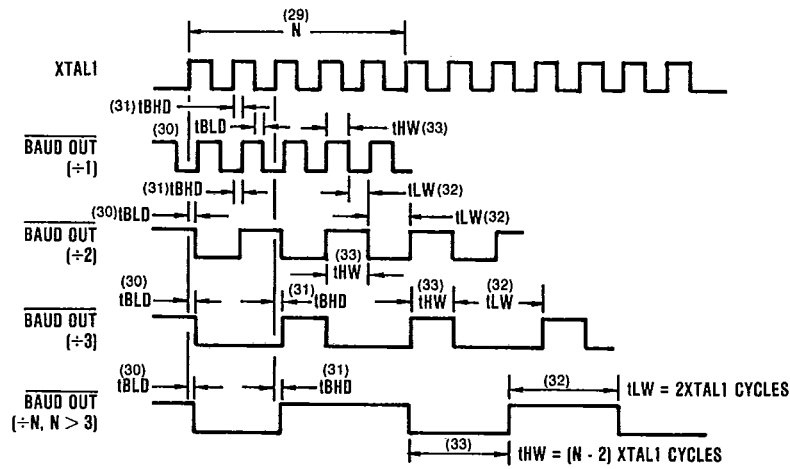 (29)
N
XTAL1
(31) tBHD
(30) tBLD tHW (33)
BAUD OUT
(÷1)
(31) tBHD tLW (32)
(30) tBLD tLW (32)
BAUD OUT
(÷2)
(33)
tHW
(30) (31) (33) (32)
tBLD tBHD tHW tLW
BAUD OUT
(÷3)
(30) (31)
tBLD tBHD
(32) tLW = 2XTAL1 CYCLES
BAUD OUT
(÷N, N > 3)
(33)
tHW = (N - 2) XTAL1 CYCLES